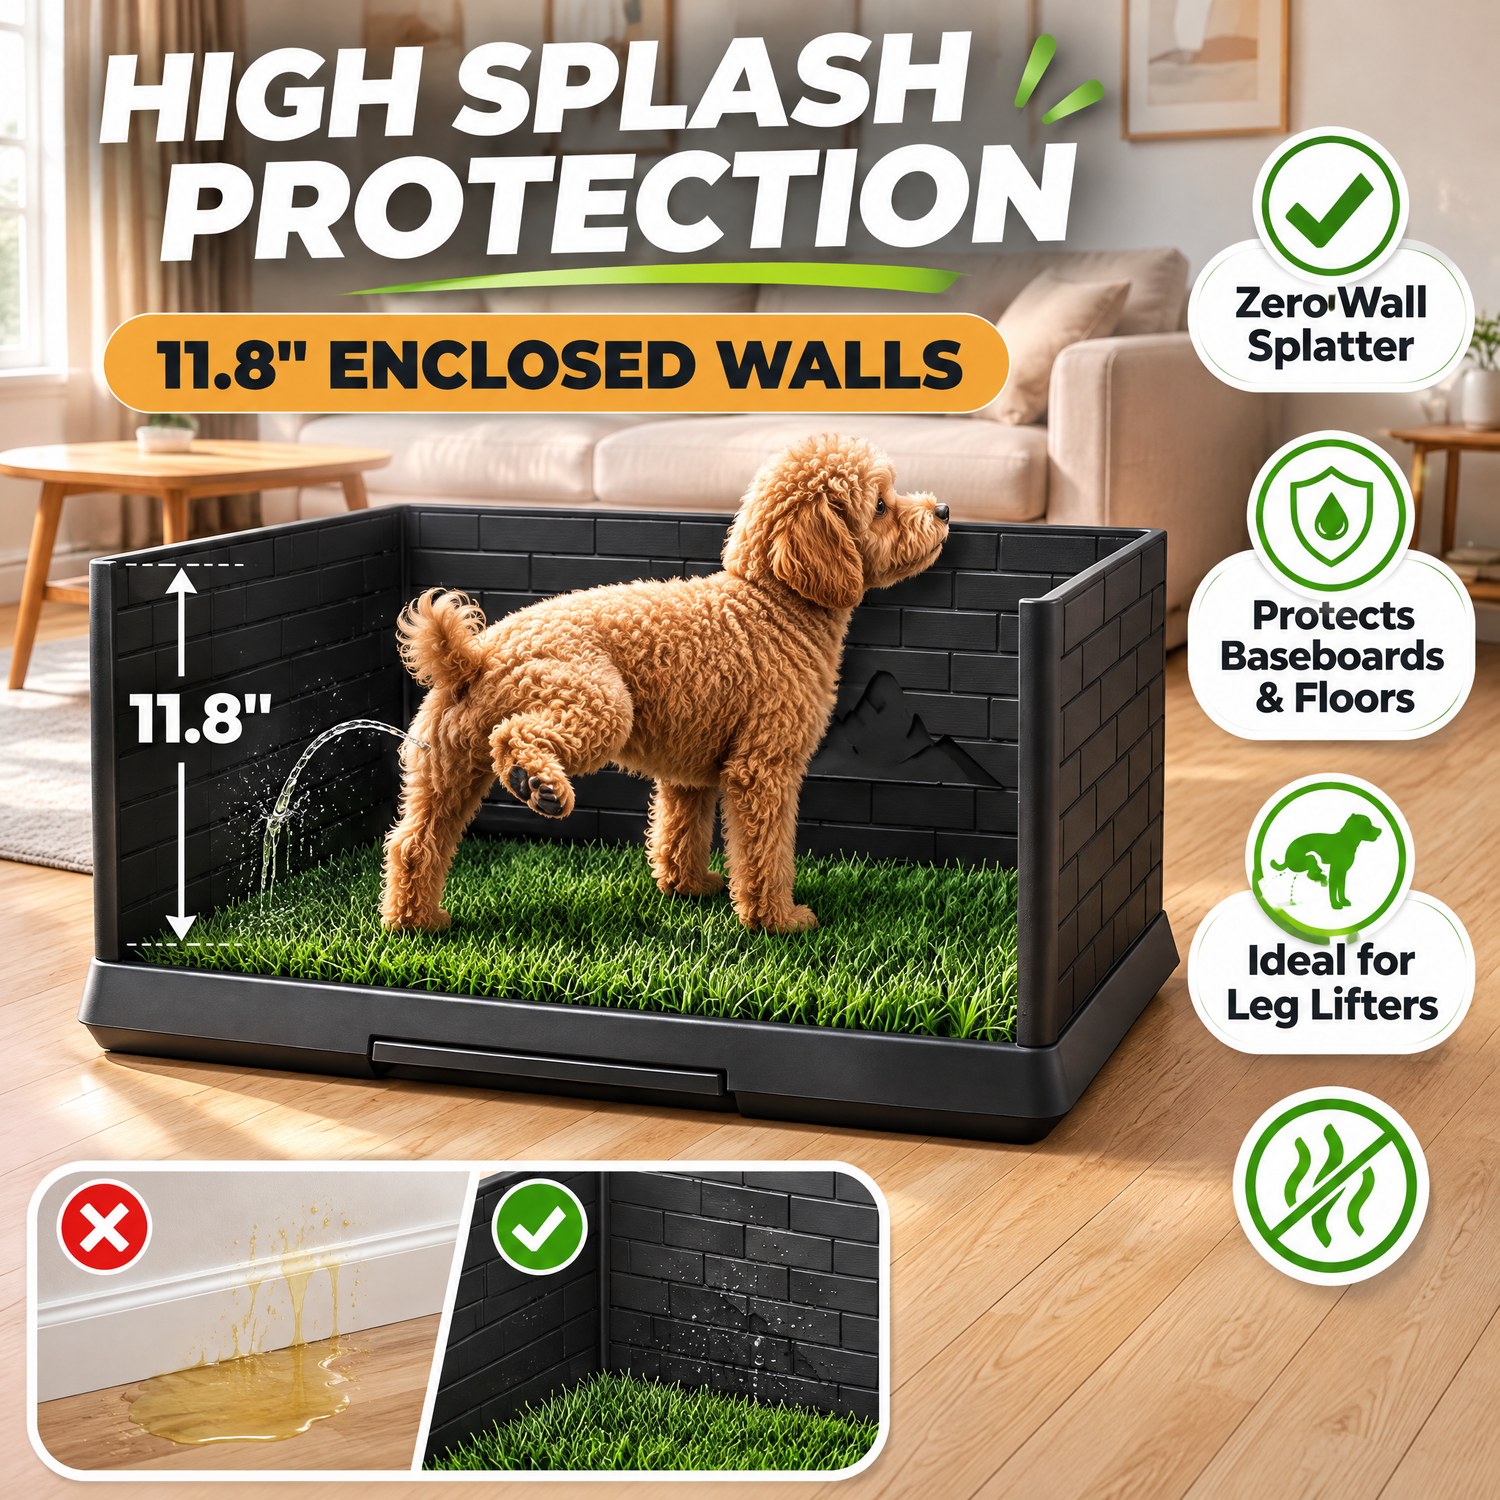 HIGH SPLASH
PROTECTION
11.8" ENCLOSED WALLS
Zero Wall
Splatter
Protects
Baseboards
& Floors
11.8"
Ideal for
Leg Lifters